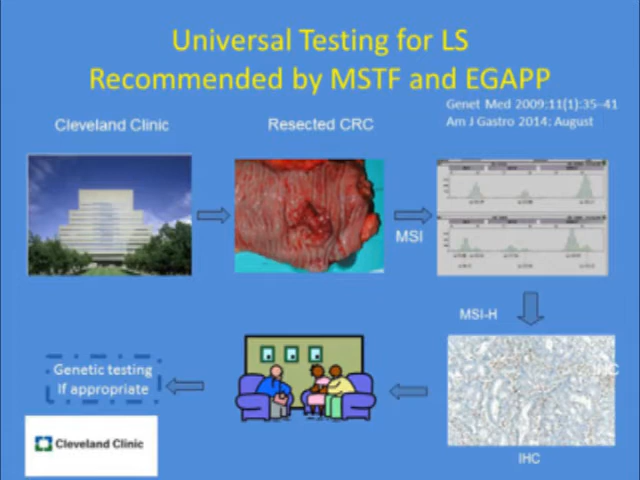 Universal Testing for LS
Recommended by MSTF and EGAPP
Genet Med 2009;11(1):35–41
Am J Gastro 2014; August
Cleveland Clinic
Resected CRC
MSI
MSI-H
IHC
IHC
Genetic testing
If appropriate
Cleveland Clinic